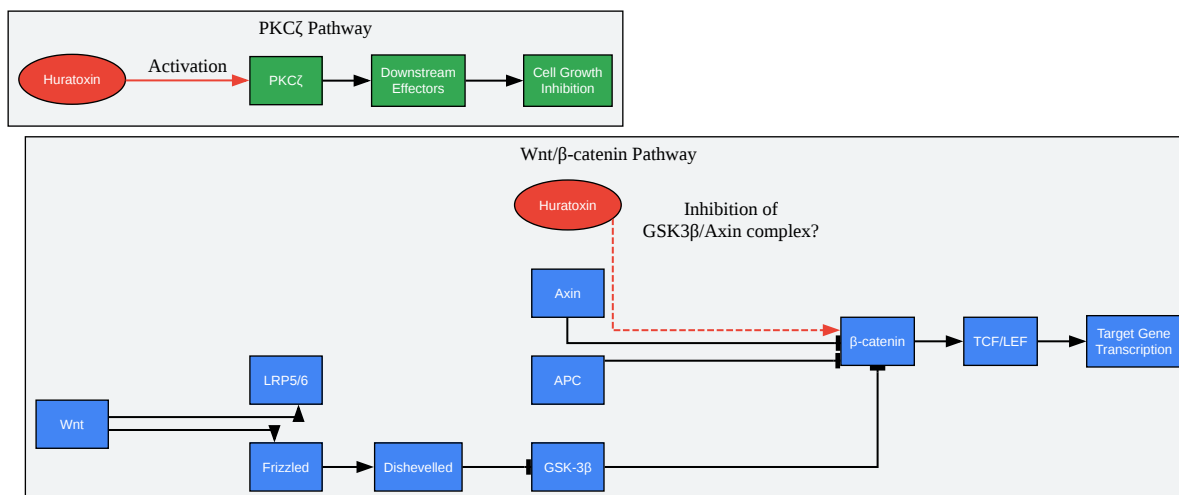 PKCζ Pathway
Huratoxin
Activation
PKCζ
Downstream
Effectors
Cell Growth
Inhibition
Wnt/β-catenin Pathway
Huratoxin
Inhibition of
GSK3β/Axin complex?
Axin
β-catenin
TCF/LEF
Target Gene
Transcription
APC
LRP5/6
Wnt
Frizzled
Dishevelled
GSK-3β